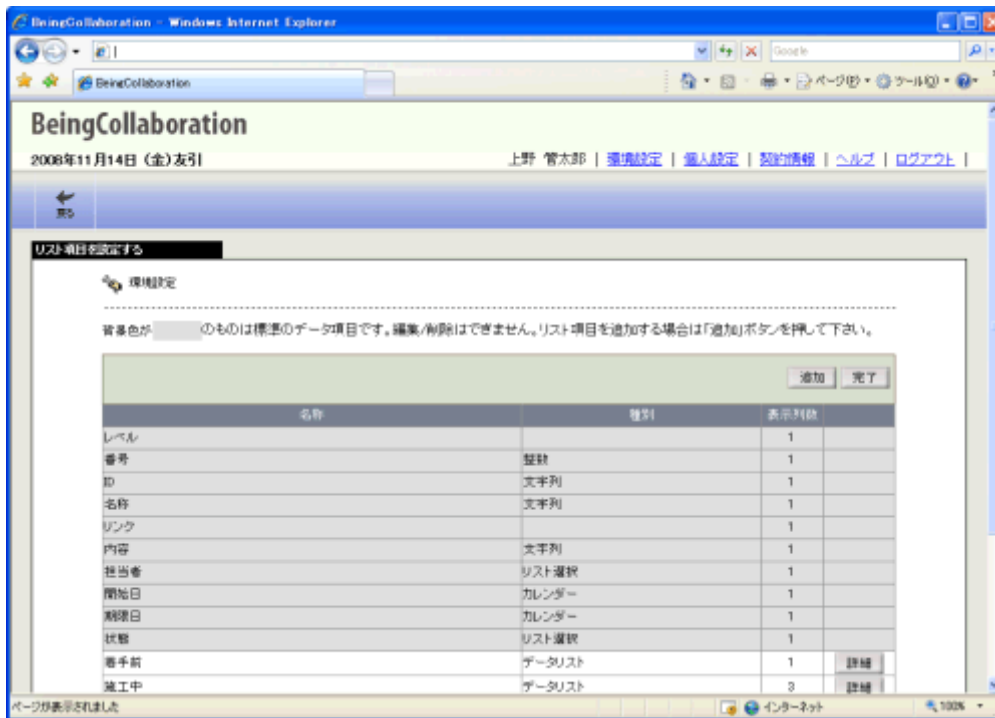 BeingCollaboration - Windows Internet Explorer
Google
BeingCollaboration
ページ(P) ツール(O)
BeingCollaboration
2008年11月14日（金）友引
上野 管太郎 | 環境設定 | 個人設定 | 契約情報 | ヘルプ | ログアウト |
戻る
リスト項目を設定する
環境設定
背景色が のものは標準のデータ項目です。編集/削除はできません。リスト項目を追加する場合は「追加」ボタンを押して下さい。
追加 完了
名称 種別 表示列数
レベル 1
番号 整数 1
ID 文字列 1
名称 文字列 1
リンク 1
内容 文字列 1
担当者 リスト選択 1
開始日 カレンダー 1
期限日 カレンダー 1
状態 リスト選択 1
着手前 データリスト 1 詳細
施工中 データリスト 3 詳細
ページが表示されました
インターネット 100%